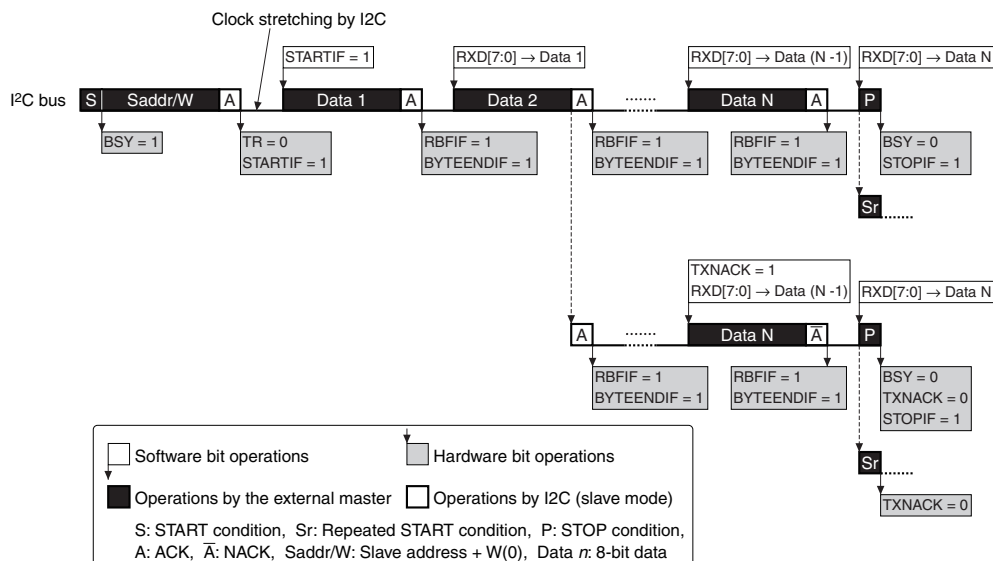 Clock stretching by I2C
STARTIF = 1
RXD[7:0] → Data 1
RXD[7:0] → Data (N -1)
RXD[7:0] → Data N
I²C bus
S Saddr/W A Data 1 A Data 2 A ........ Data N A P
BSY = 1
TR = 0
STARTIF = 1
RBFIF = 1
BYTEENDIF = 1
RBFIF = 1
BYTEENDIF = 1
RBFIF = 1
BYTEENDIF = 1
BSY = 0
STOPIF = 1
Sr ........
TXNACK = 1
RXD[7:0] → Data (N -1)
RXD[7:0] → Data N
A ........ Data N A̅ P
RBFIF = 1
BYTEENDIF = 1
RBFIF = 1
BYTEENDIF = 1
BSY = 0
TXNACK = 0
STOPIF = 1
Sr ........
TXNACK = 0
Software bit operations
Hardware bit operations
Operations by the external master
Operations by I2C (slave mode)
S: START condition, Sr: Repeated START condition, P: STOP condition,
A: ACK, A̅: NACK, Saddr/W: Slave address + W(0), Data n: 8-bit data